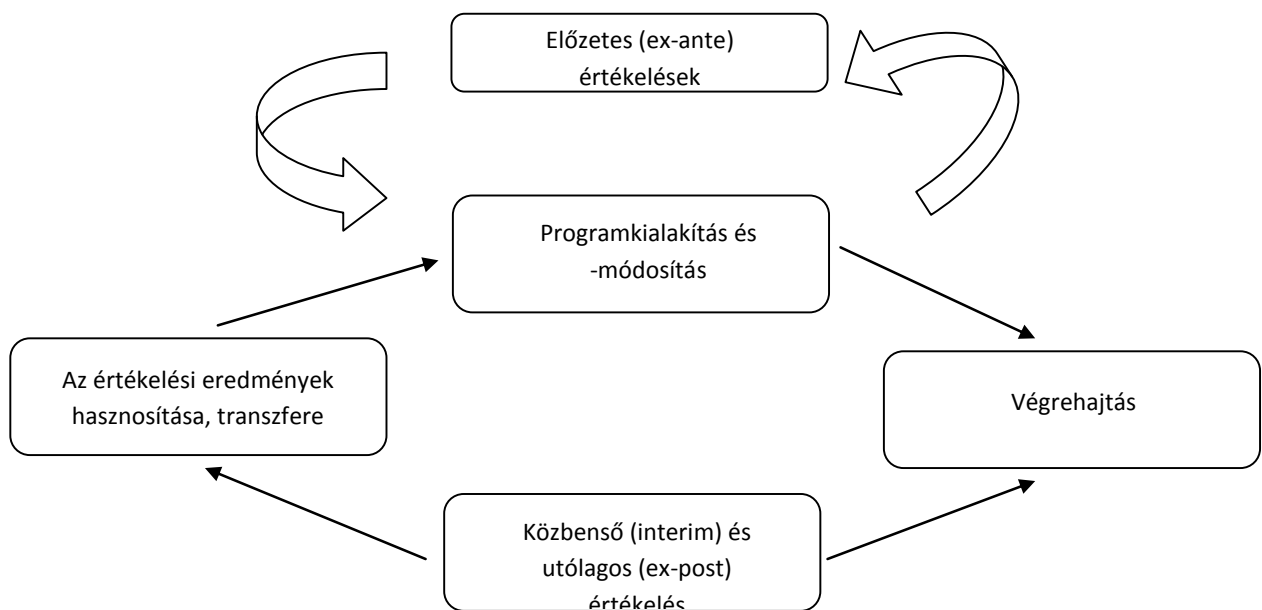 Előzetes (ex-ante)
értékelések
Programkialakítás és
-módosítás
Az értékelési eredmények
hasznosítása, transzfere
Végrehajtás
Közbenső (interim) és
utólagos (ex-post)
értékelés